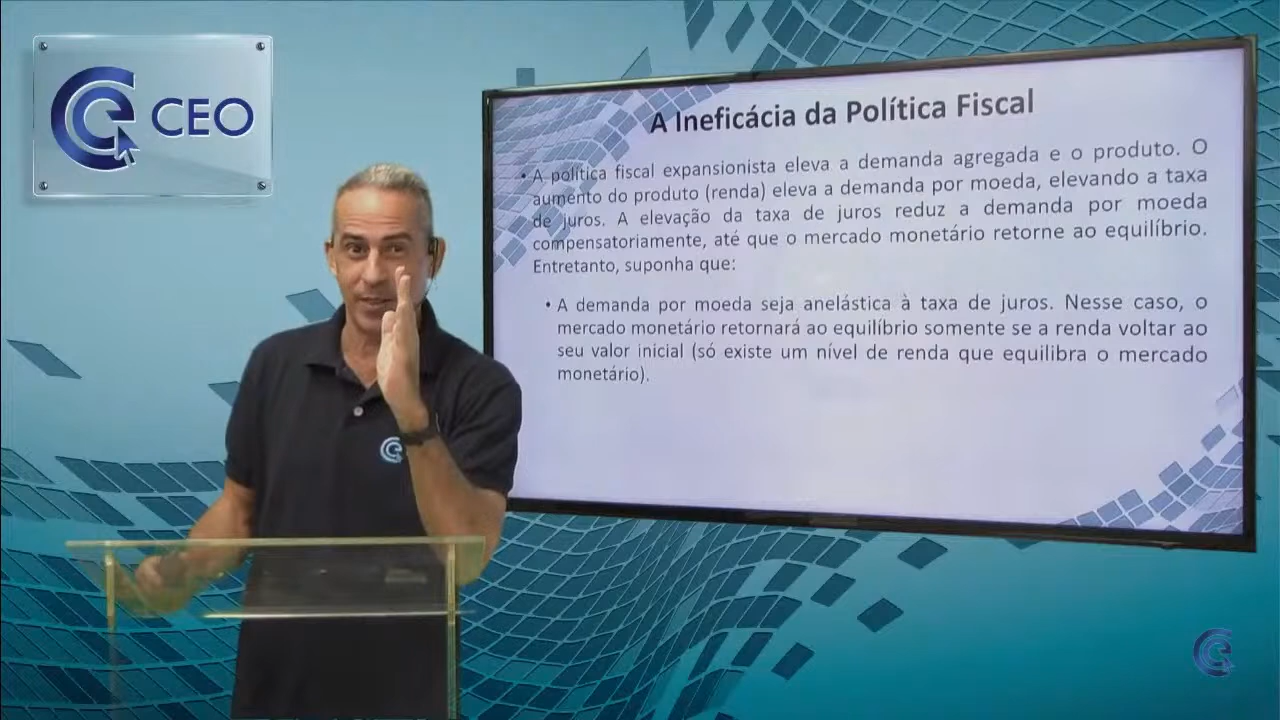 CEO
A Ineficácia da Política Fiscal
• A política fiscal expansionista eleva a demanda agregada e o produto. O
aumento do produto (renda) eleva a demanda por moeda, elevando a taxa
de juros. A elevação da taxa de juros reduz a demanda por moeda
compensatoriamente, até que o mercado monetário retorne ao equilíbrio.
Entretanto, suponha que:
• A demanda por moeda seja anelástica à taxa de juros. Nesse caso, o
mercado monetário retornará ao equilíbrio somente se a renda voltar ao
seu valor inicial (só existe um nível de renda que equilibra o mercado
monetário).